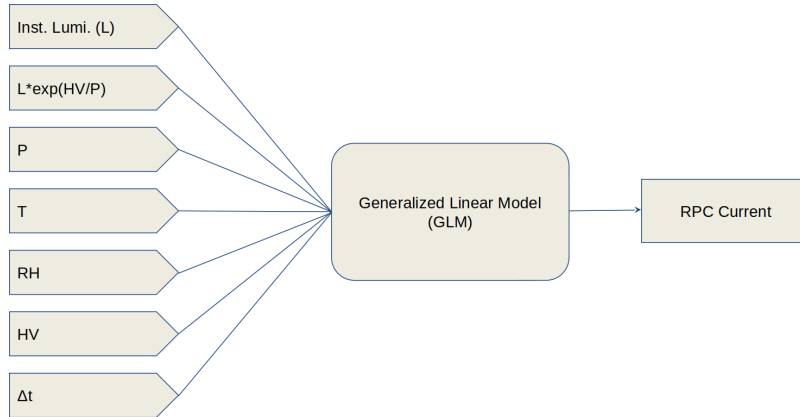 Inst. Lumi. (L)
L*exp(HV/P)
P
T
RH
HV
Δt
Generalized Linear Model
(GLM)
RPC Current